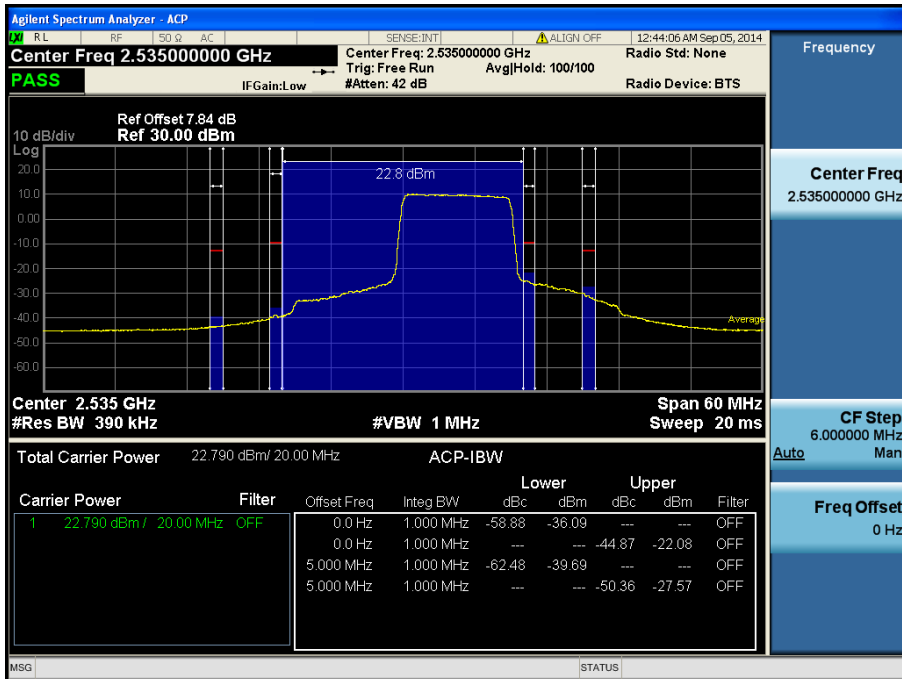 Agilent Spectrum Analyzer - ACP
LXI RL RF 50 Ω AC SENSE:INT ALIGN OFF 12:44:06 AM Sep 05, 2014
Center Freq 2.535000000 GHz
Center Freq: 2.535000000 GHz Radio Std: None
Trig: Free Run Avg|Hold: 100/100
PASS IFGain:Low #Atten: 42 dB Radio Device: BTS
Ref Offset 7.84 dB
10 dB/div Ref 30.00 dBm
Log
20.0
10.0
0.00
-10.0
-20.0
-30.0
-40.0
-50.0
-60.0
22.8 dBm
Average
Center 2.535 GHz Span 60 MHz
#Res BW 390 kHz #VBW 1 MHz Sweep 20 ms
Total Carrier Power 22.790 dBm/ 20.00 MHz ACP-IBW
Lower Upper
Carrier Power Filter Offset Freq Integ BW dBc dBm dBc dBm Filter
1 22.790 dBm / 20.00 MHz OFF 0.0 Hz 1.000 MHz -58.88 -36.09 --- --- OFF
0.0 Hz 1.000 MHz --- --- -44.87 -22.08 OFF
5.000 MHz 1.000 MHz -62.48 -39.69 --- --- OFF
5.000 MHz 1.000 MHz --- --- -50.36 -27.57 OFF
MSG STATUS
Frequency
Center Freq
2.535000000 GHz
CF Step
6.000000 MHz
Auto Man
Freq Offset
0 Hz